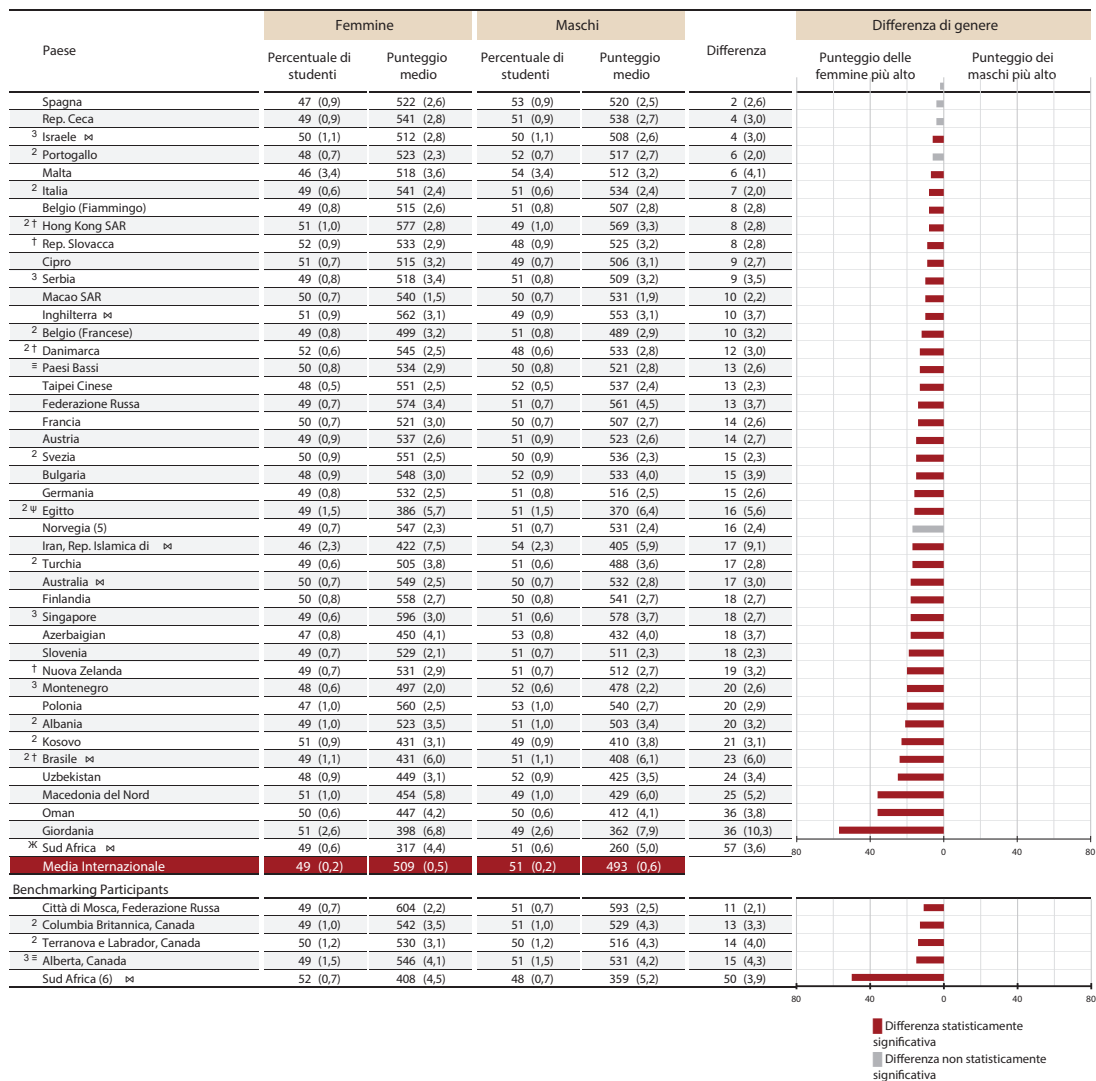 Femmine Maschi Differenza di genere
Paese Percentuale di studenti Punteggio medio Percentuale di studenti Punteggio medio Differenza Punteggio delle femmine più alto Punteggio dei maschi più alto
Spagna 47 (0,9) 522 (2,6) 53 (0,9) 520 (2,5) 2 (2,6)
Rep. Ceca 49 (0,9) 541 (2,8) 51 (0,9) 538 (2,7) 4 (3,0)
3 Israele ⋈ 50 (1,1) 512 (2,8) 50 (1,1) 508 (2,6) 4 (3,0)
2 Portogallo 48 (0,7) 523 (2,3) 52 (0,7) 517 (2,7) 6 (2,0)
Malta 46 (3,4) 518 (3,6) 54 (3,4) 512 (3,2) 6 (4,1)
2 Italia 49 (0,6) 541 (2,4) 51 (0,6) 534 (2,4) 7 (2,0)
Belgio (Fiammingo) 49 (0,8) 515 (2,6) 51 (0,8) 507 (2,8) 8 (2,8)
2 † Hong Kong SAR 51 (1,0) 577 (2,8) 49 (1,0) 569 (3,3) 8 (2,8)
† Rep. Slovacca 52 (0,9) 533 (2,9) 48 (0,9) 525 (3,2) 8 (2,8)
Cipro 51 (0,7) 515 (3,2) 49 (0,7) 506 (3,1) 9 (2,7)
3 Serbia 49 (0,8) 518 (3,4) 51 (0,8) 509 (3,2) 9 (3,5)
Macao SAR 50 (0,7) 540 (1,5) 50 (0,7) 531 (1,9) 10 (2,2)
Inghilterra ⋈ 51 (0,9) 562 (3,1) 49 (0,9) 553 (3,1) 10 (3,7)
2 Belgio (Francese) 49 (0,8) 499 (3,2) 51 (0,8) 489 (2,9) 10 (3,2)
2 † Danimarca 52 (0,6) 545 (2,5) 48 (0,6) 533 (2,8) 12 (3,0)
≡ Paesi Bassi 50 (0,8) 534 (2,9) 50 (0,8) 521 (2,8) 13 (2,6)
Taipei Cinese 48 (0,5) 551 (2,5) 52 (0,5) 537 (2,4) 13 (2,3)
Federazione Russa 49 (0,7) 574 (3,4) 51 (0,7) 561 (4,5) 13 (3,7)
Francia 50 (0,7) 521 (3,0) 50 (0,7) 507 (2,7) 14 (2,6)
Austria 49 (0,9) 537 (2,6) 51 (0,9) 523 (2,6) 14 (2,7)
2 Svezia 50 (0,9) 551 (2,5) 50 (0,9) 536 (2,3) 15 (2,3)
Bulgaria 48 (0,9) 548 (3,0) 52 (0,9) 533 (4,0) 15 (3,9)
Germania 49 (0,8) 532 (2,5) 51 (0,8) 516 (2,5) 15 (2,6)
2 ψ Egitto 49 (1,5) 386 (5,7) 51 (1,5) 370 (6,4) 16 (5,6)
Norvegia (5) 49 (0,7) 547 (2,3) 51 (0,7) 531 (2,4) 16 (2,4)
Iran, Rep. Islamica di ⋈ 46 (2,3) 422 (7,5) 54 (2,3) 405 (5,9) 17 (9,1)
2 Turchia 49 (0,6) 505 (3,8) 51 (0,6) 488 (3,6) 17 (2,8)
Australia ⋈ 50 (0,7) 549 (2,5) 50 (0,7) 532 (2,8) 17 (3,0)
Finlandia 50 (0,8) 558 (2,7) 50 (0,8) 541 (2,7) 18 (2,7)
3 Singapore 49 (0,6) 596 (3,0) 51 (0,6) 578 (3,7) 18 (2,7)
Azerbaigian 47 (0,8) 450 (4,1) 53 (0,8) 432 (4,0) 18 (3,7)
Slovenia 49 (0,7) 529 (2,1) 51 (0,7) 511 (2,3) 18 (2,3)
† Nuova Zelanda 49 (0,7) 531 (2,9) 51 (0,7) 512 (2,7) 19 (3,2)
3 Montenegro 48 (0,6) 497 (2,0) 52 (0,6) 478 (2,2) 20 (2,6)
Polonia 47 (1,0) 560 (2,5) 53 (1,0) 540 (2,7) 20 (2,9)
2 Albania 49 (1,0) 523 (3,5) 51 (1,0) 503 (3,4) 20 (3,2)
2 Kosovo 51 (0,9) 431 (3,1) 49 (0,9) 410 (3,8) 21 (3,1)
2 † Brasile ⋈ 49 (1,1) 431 (6,0) 51 (1,1) 408 (6,1) 23 (6,0)
Uzbekistan 48 (0,9) 449 (3,1) 52 (0,9) 425 (3,5) 24 (3,4)
Macedonia del Nord 51 (1,0) 454 (5,8) 49 (1,0) 429 (6,0) 25 (5,2)
Oman 50 (0,6) 447 (4,2) 50 (0,6) 412 (4,1) 36 (3,8)
Giordania 51 (2,6) 398 (6,8) 49 (2,6) 362 (7,9) 36 (10,3)
Ж Sud Africa ⋈ 49 (0,6) 317 (4,4) 51 (0,6) 260 (5,0) 57 (3,6)
80 40 0 40 80
Media Internazionale 49 (0,2) 509 (0,5) 51 (0,2) 493 (0,6)
Benchmarking Participants
Città di Mosca, Federazione Russa 49 (0,7) 604 (2,2) 51 (0,7) 593 (2,5) 11 (2,1)
2 Columbia Britannica, Canada 49 (1,0) 542 (3,5) 51 (1,0) 529 (4,3) 13 (3,3)
2 Terranova e Labrador, Canada 50 (1,2) 530 (3,1) 50 (1,2) 516 (4,3) 14 (4,0)
3 ≡ Alberta, Canada 49 (1,5) 546 (4,1) 51 (1,5) 531 (4,2) 15 (4,3)
Sud Africa (6) ⋈ 52 (0,7) 408 (4,5) 48 (0,7) 359 (5,2) 50 (3,9)
80 40 0 40 80
Differenza statisticamente
significativa
Differenza non statisticamente
significativa